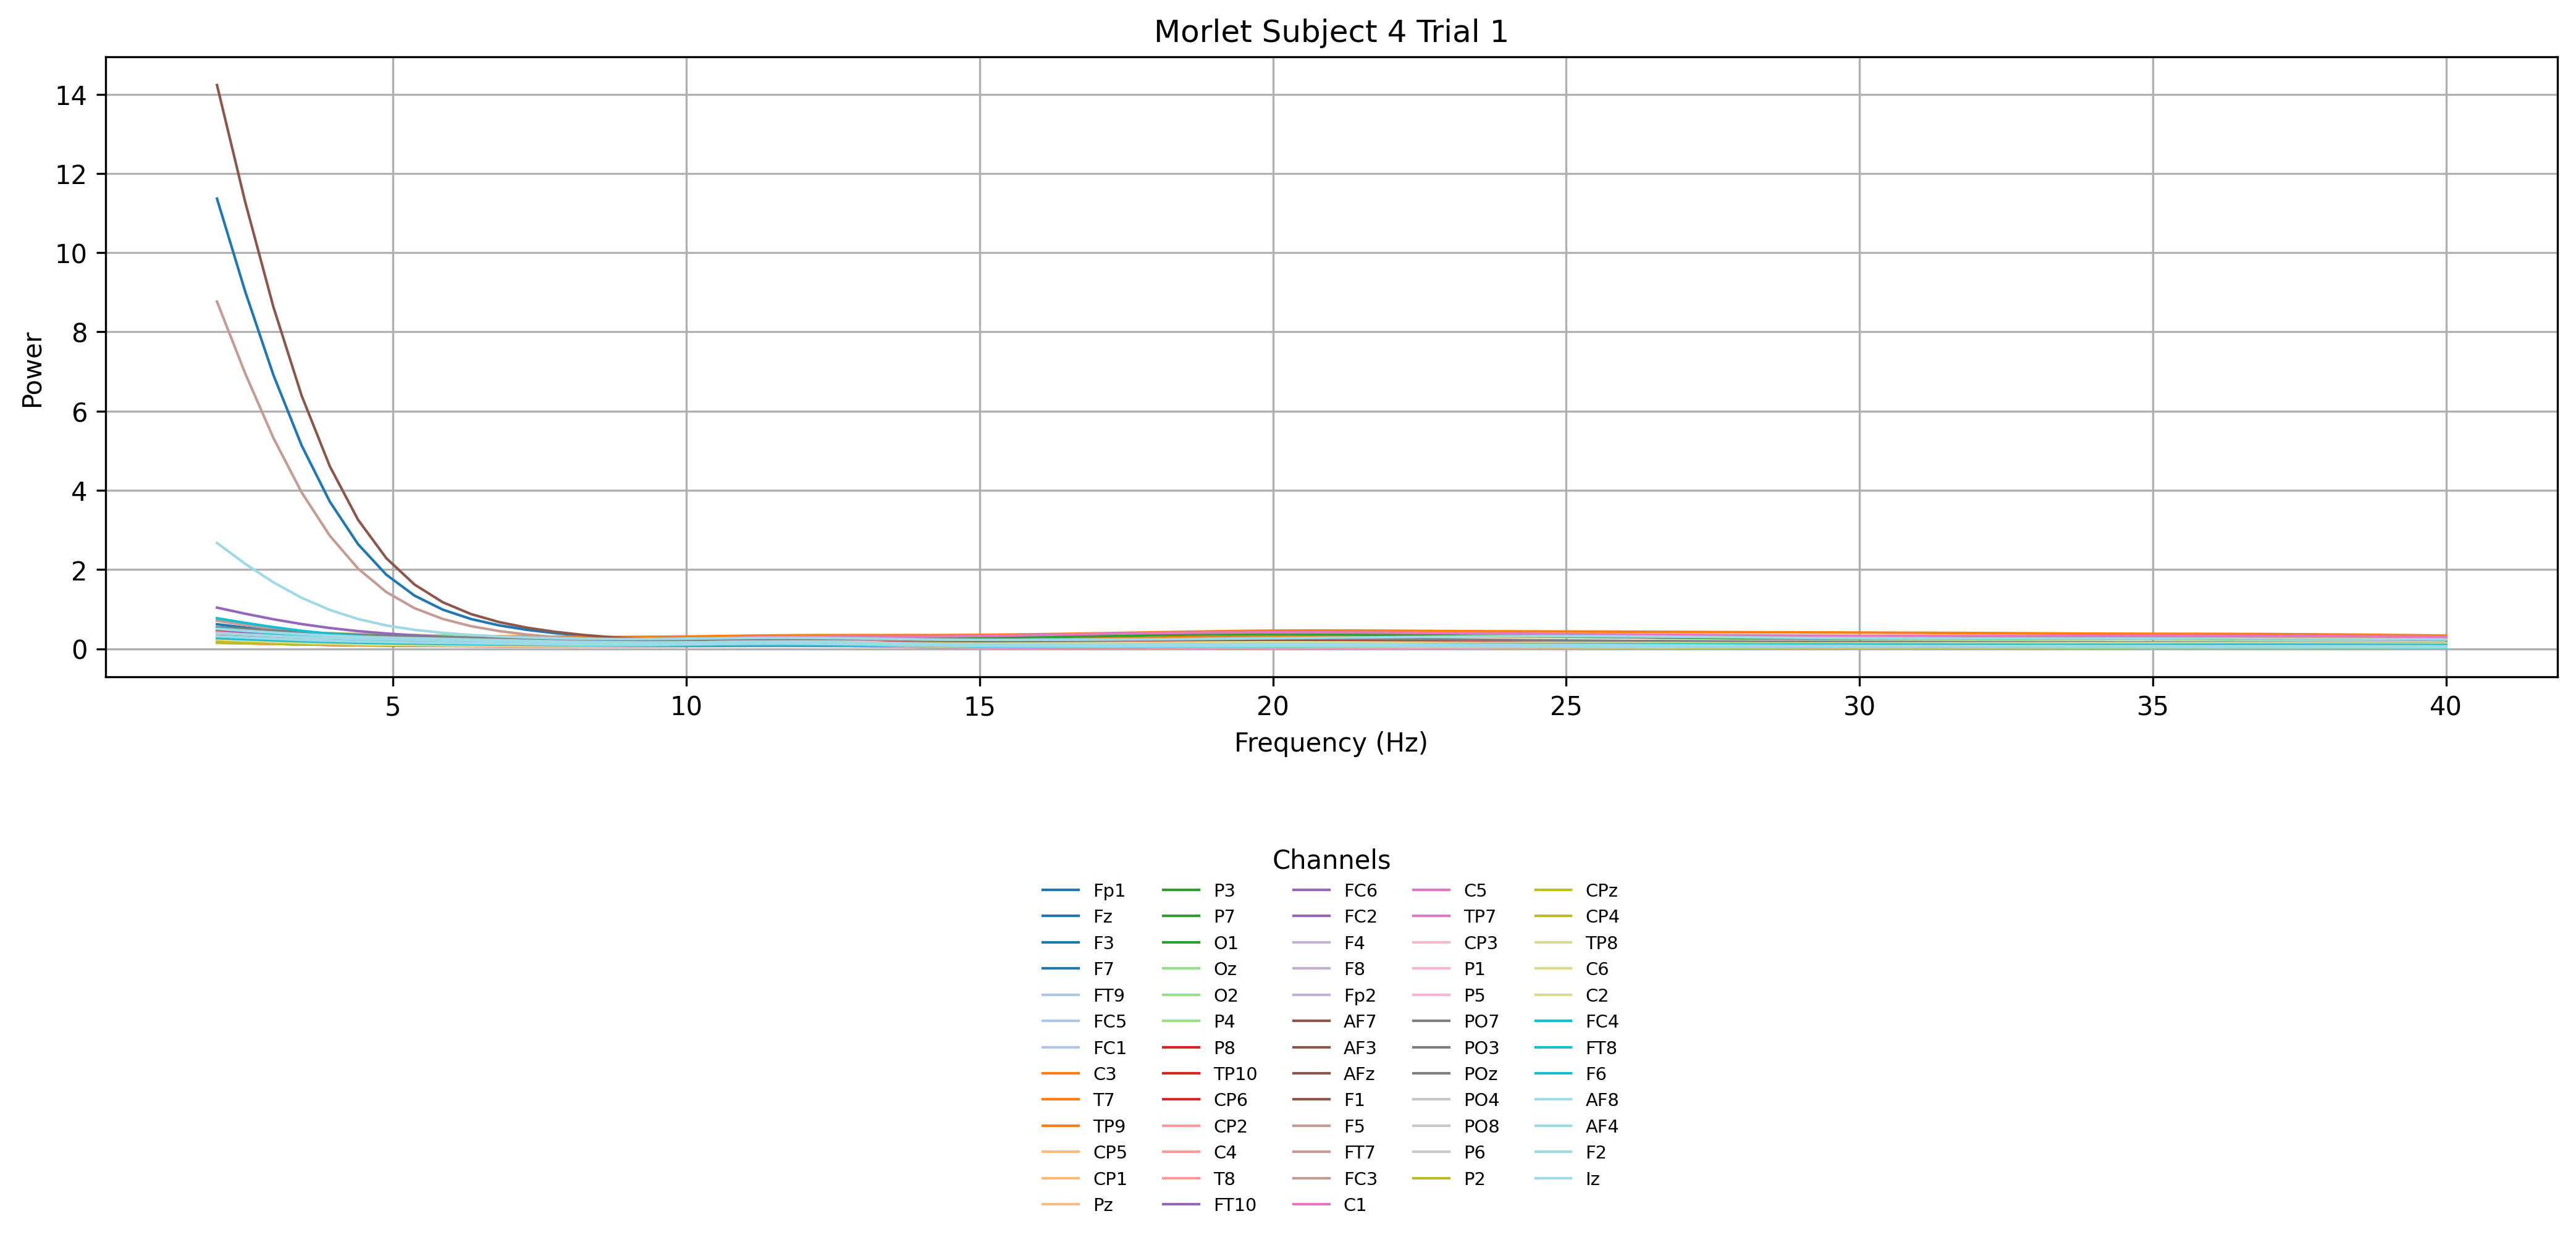 Morlet Subject 4 Trial 1
Power
14
12
10
8
6
4
2
0
5 10 15 20 25 30 35 40
Frequency (Hz)
Channels
Fp1 P3 FC6 C5 CPz
Fz P7 FC2 TP7 CP4
F3 O1 F4 CP3 TP8
F7 Oz F8 P1 C6
FT9 O2 Fp2 P5 C2
FC5 P4 AF7 PO7 FC4
FC1 P8 AF3 PO3 FT8
C3 TP10 AFz POz F6
T7 CP6 F1 PO4 AF8
TP9 CP2 F5 PO8 AF4
CP5 C4 FT7 P6 F2
CP1 T8 FC3 P2 Iz
Pz FT10 C1